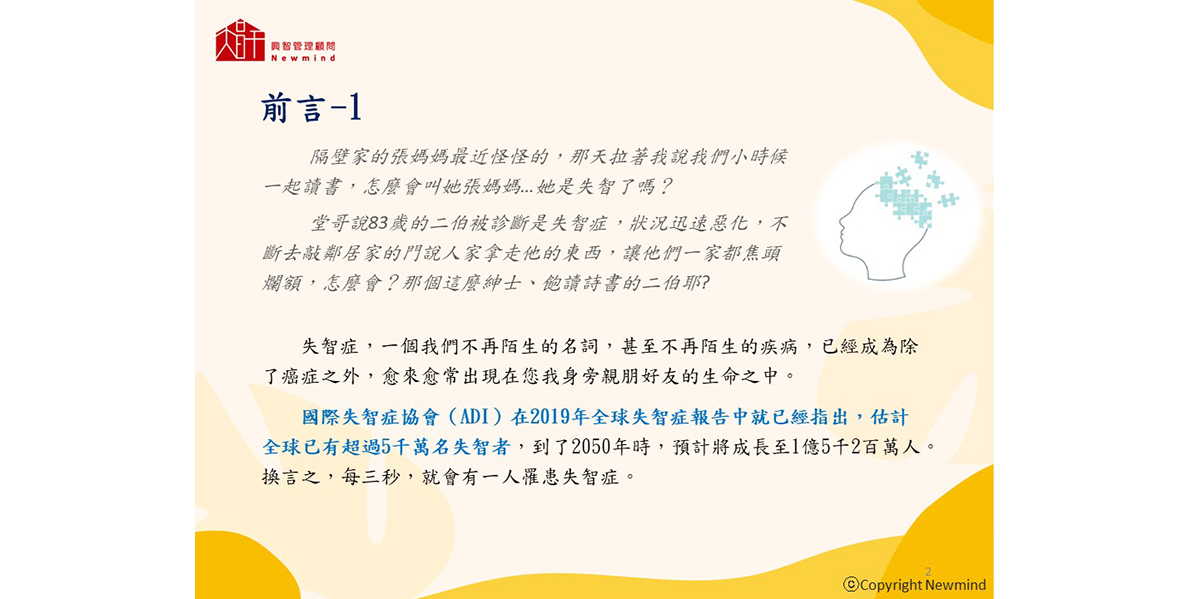 興智管理顧問
Newmind
前言-1
隔壁家的張媽媽最近怪怪的，那天拉著我說我們小時候
一起讀書，怎麼會叫她張媽媽…她是失智了嗎？
堂哥說83歲的二伯被診斷是失智症，狀況迅速惡化，不
斷去敲鄰居家的門說人家拿走他的東西，讓他們一家都焦頭
爛額，怎麼會？那個這麼紳士、飽讀詩書的二伯耶?
失智症，一個我們不再陌生的名詞，甚至不再陌生的疾病，已經成為除
了癌症之外，愈來愈常出現在您我身旁親朋好友的生命之中。
國際失智症協會（ADI）在2019年全球失智症報告中就已經指出，估計
全球已有超過5千萬名失智者，到了2050年時，預計將成長至1億5千2百萬人。
換言之，每三秒，就會有一人罹患失智症。
2
©Copyright Newmind